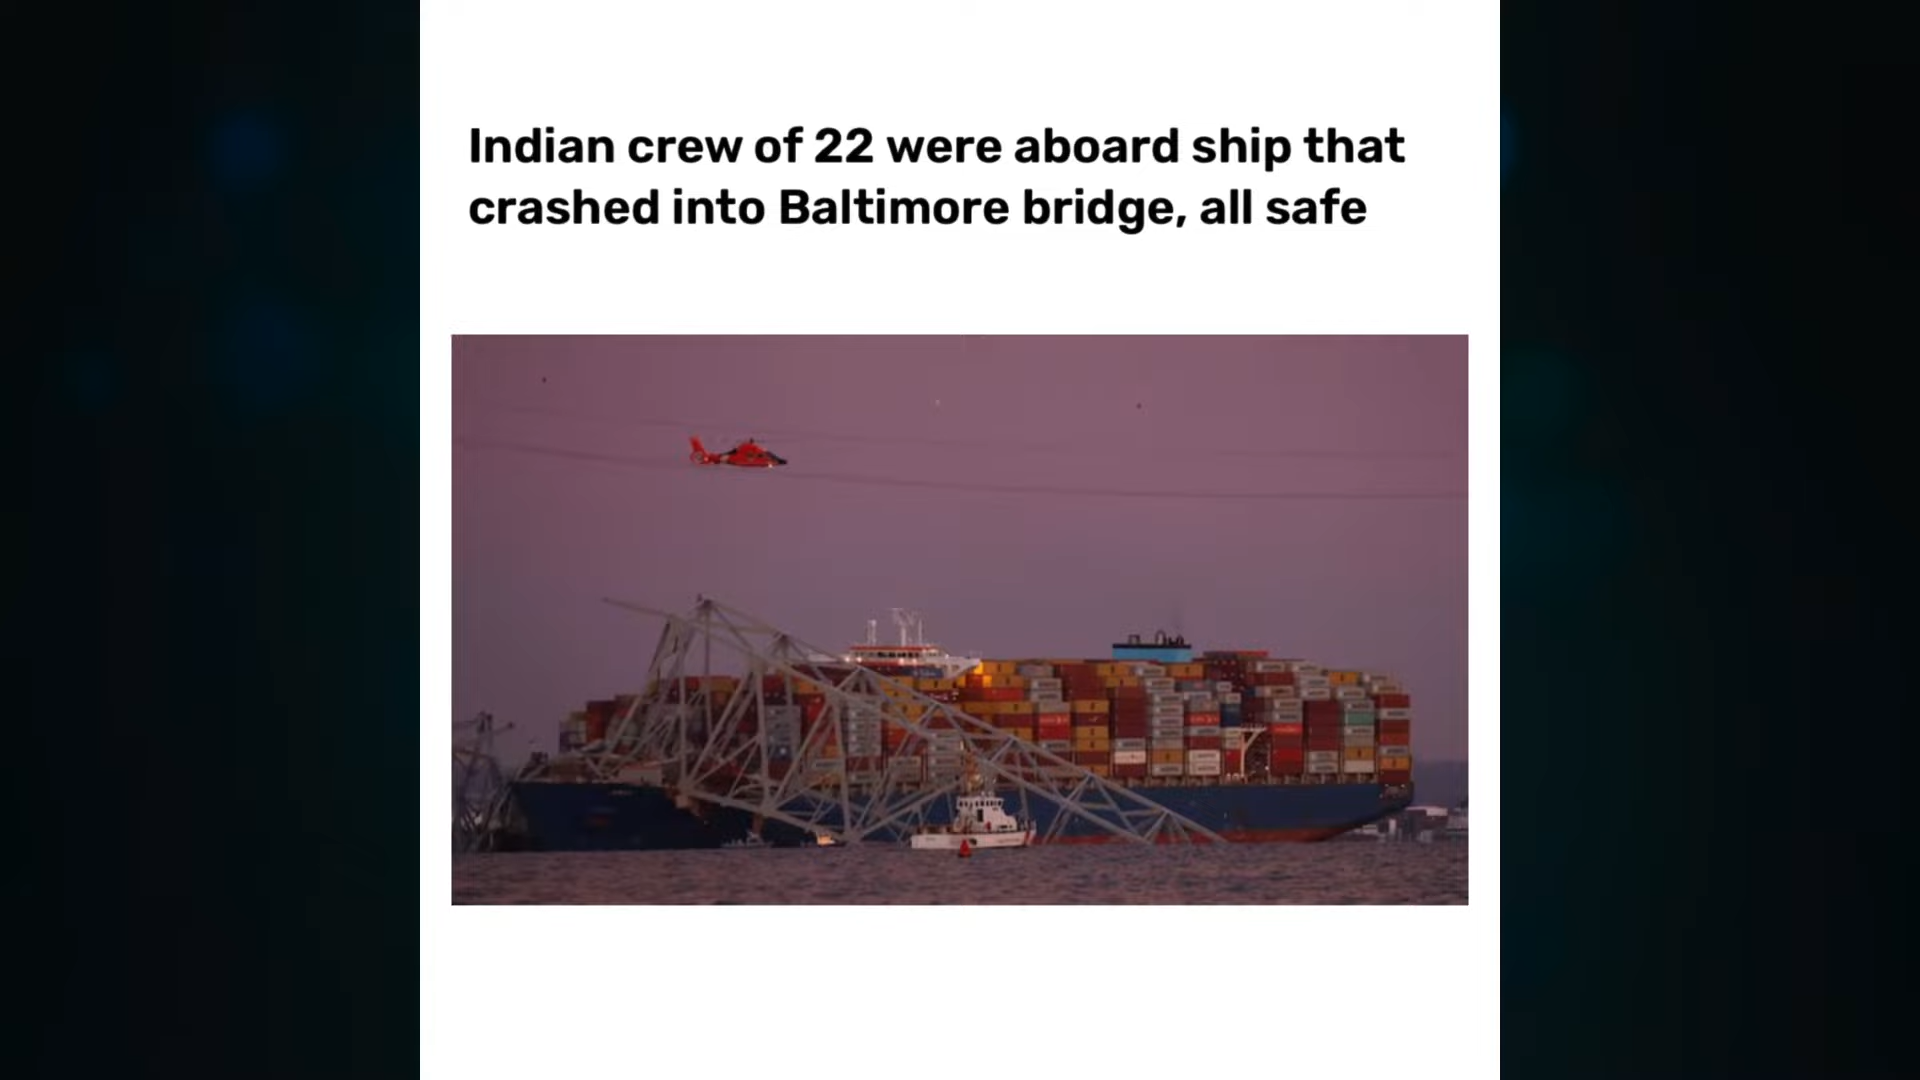 Indian crew of 22 were aboard ship that
crashed into Baltimore bridge, all safe